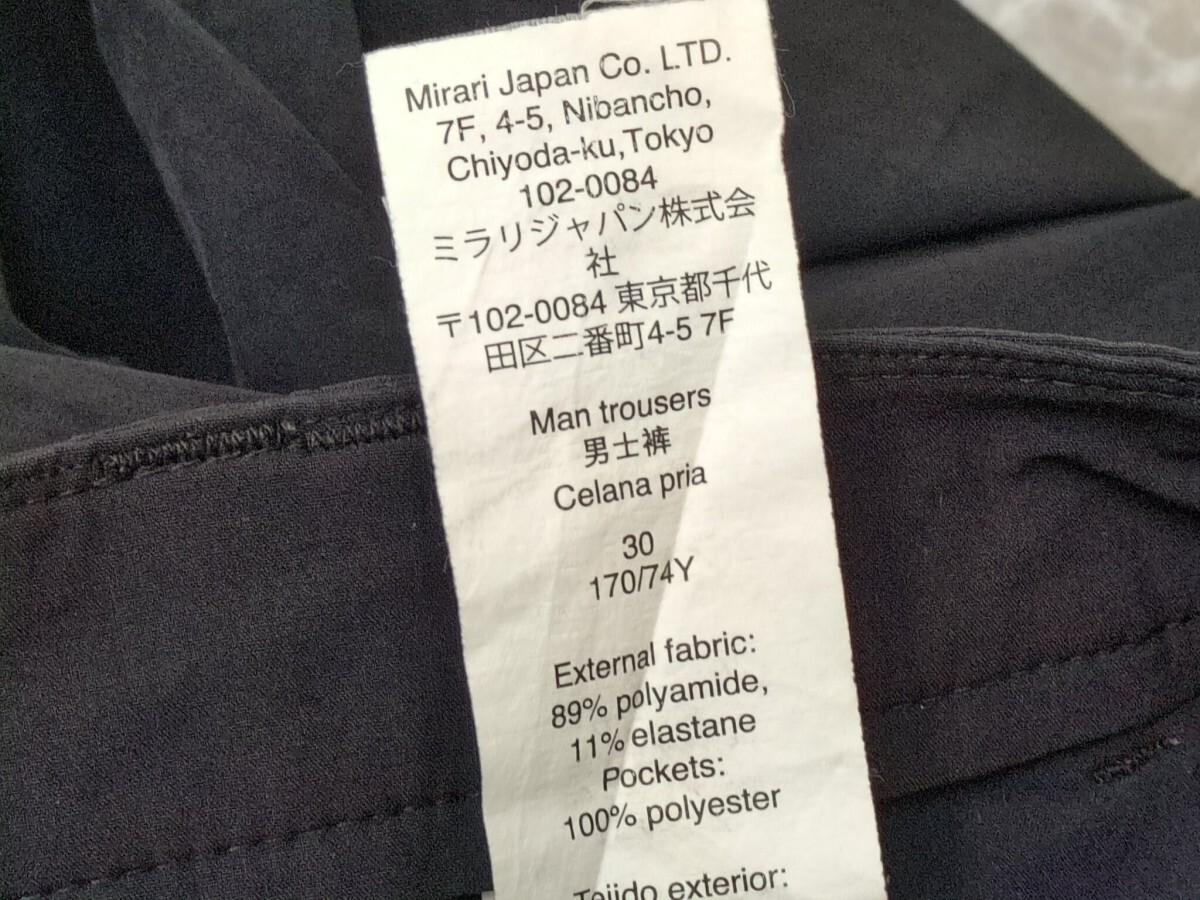 Mirari Japan Co. LTD.
7F, 4-5, Nibancho,
Chiyoda-ku,Tokyo
102-0084
ミラリジャパン株式会
社
〒102-0084 東京都千代
田区二番町4-5 7F
Man trousers
男士裤
Celana pria
30
170/74Y
External fabric:
89% polyamide,
11% elastane
Pockets:
100% polyester
Tejido exterior: